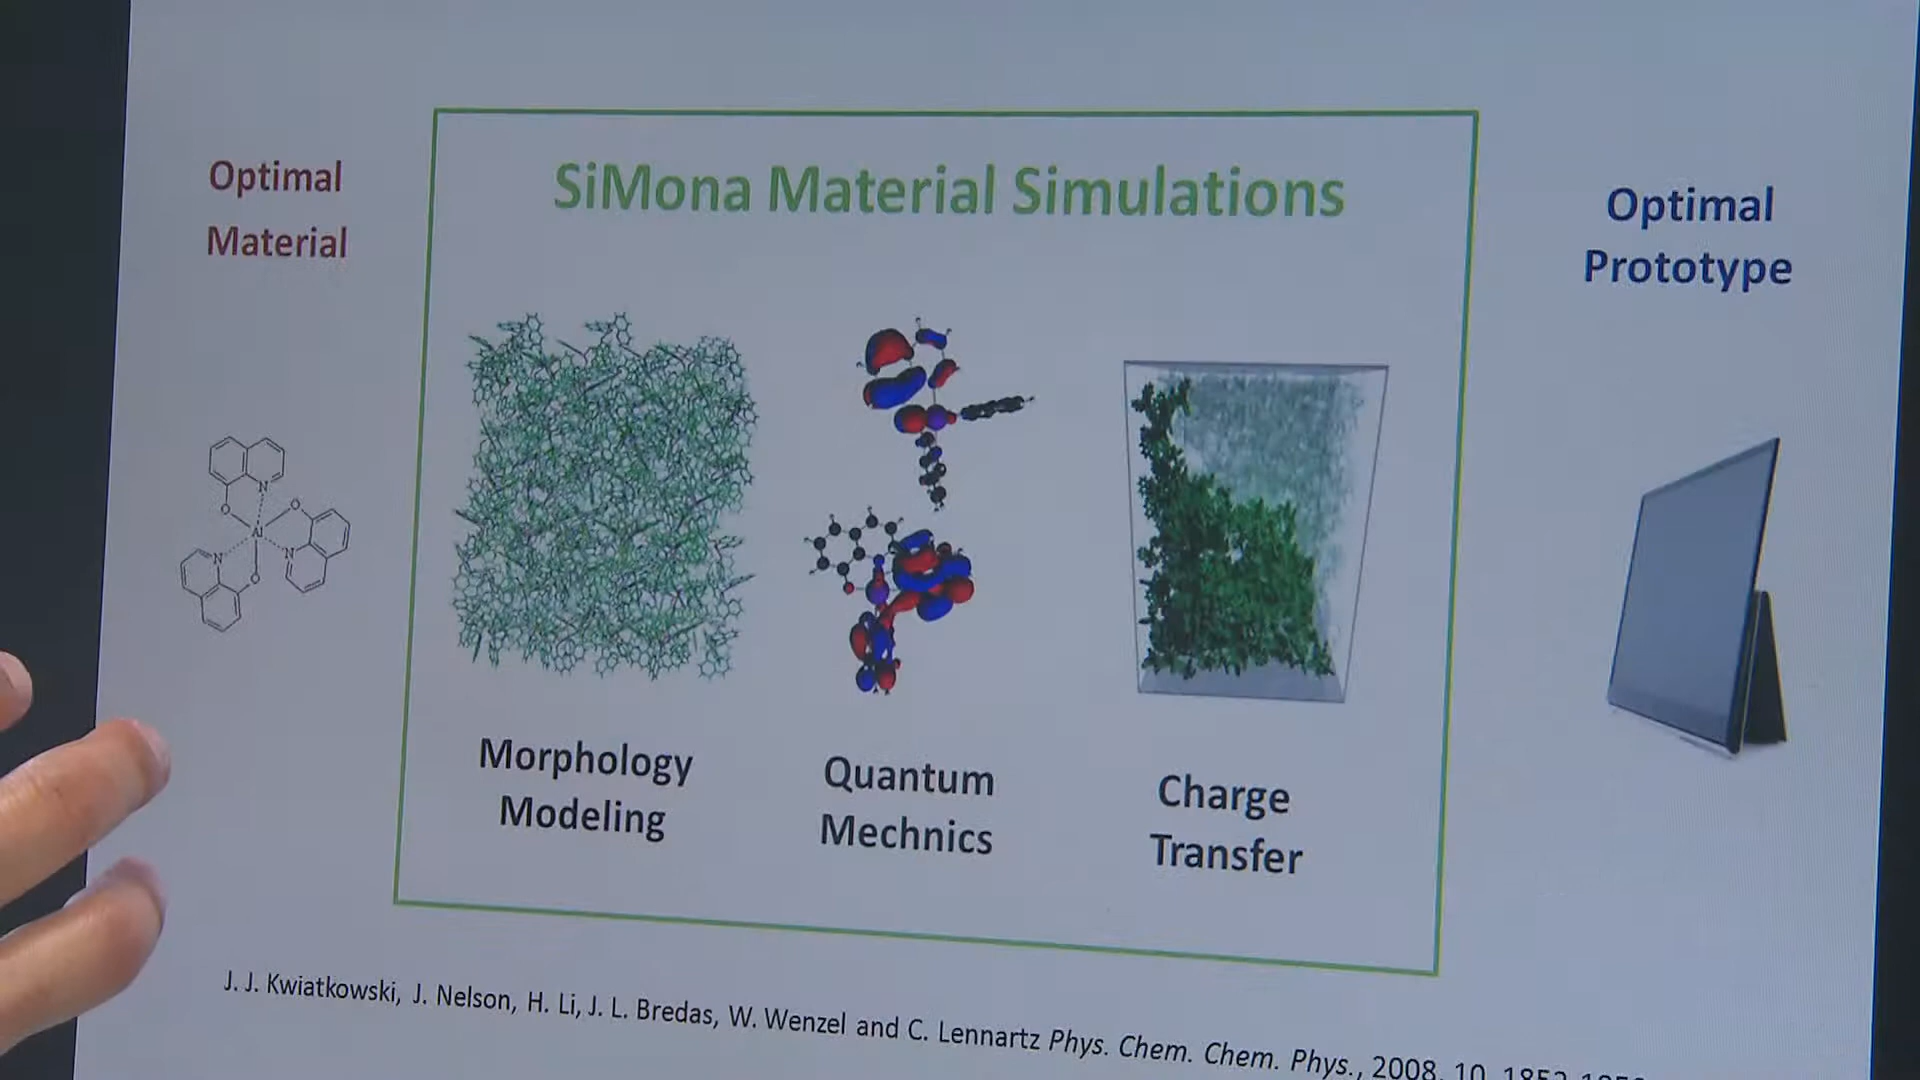 Optimal
Material
SiMona Material Simulations
Optimal
Prototype
N
O
Al
O
N
N
O
Morphology
Modeling
Quantum
Mechnics
Charge
Transfer
J. J. Kwiatkowski, J. Nelson, H. Li, J. L. Bredas, W. Wenzel and C. Lennartz Phys. Chem. Chem. Phys., 2008, 10,